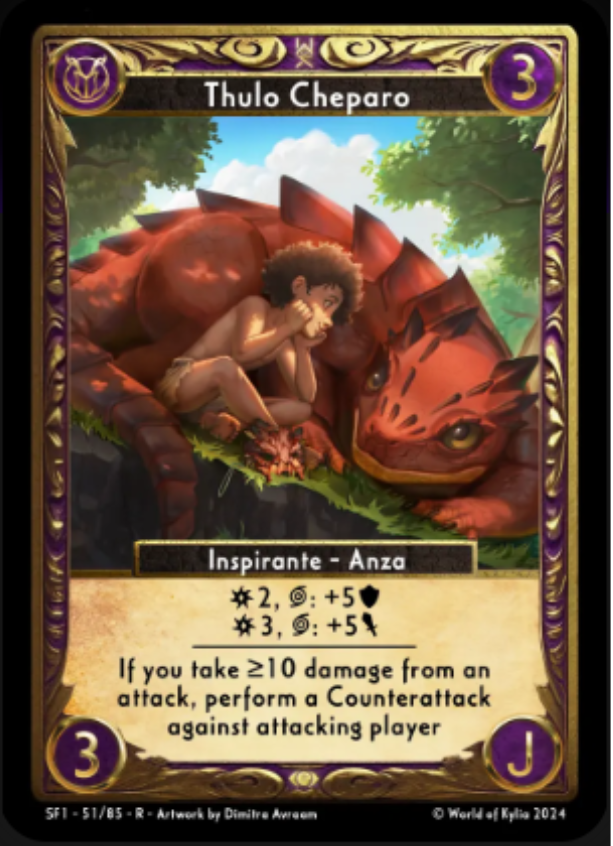 3
Thulo Cheparo
Inspirante - Anza
2, : +5
3, : +5
If you take ≥10 damage from an
attack, perform a Counterattack
against attacking player
3
J
SF1 - 51/85 - R - Artwork by Dimitra Avraam
© World of Kylia 2024